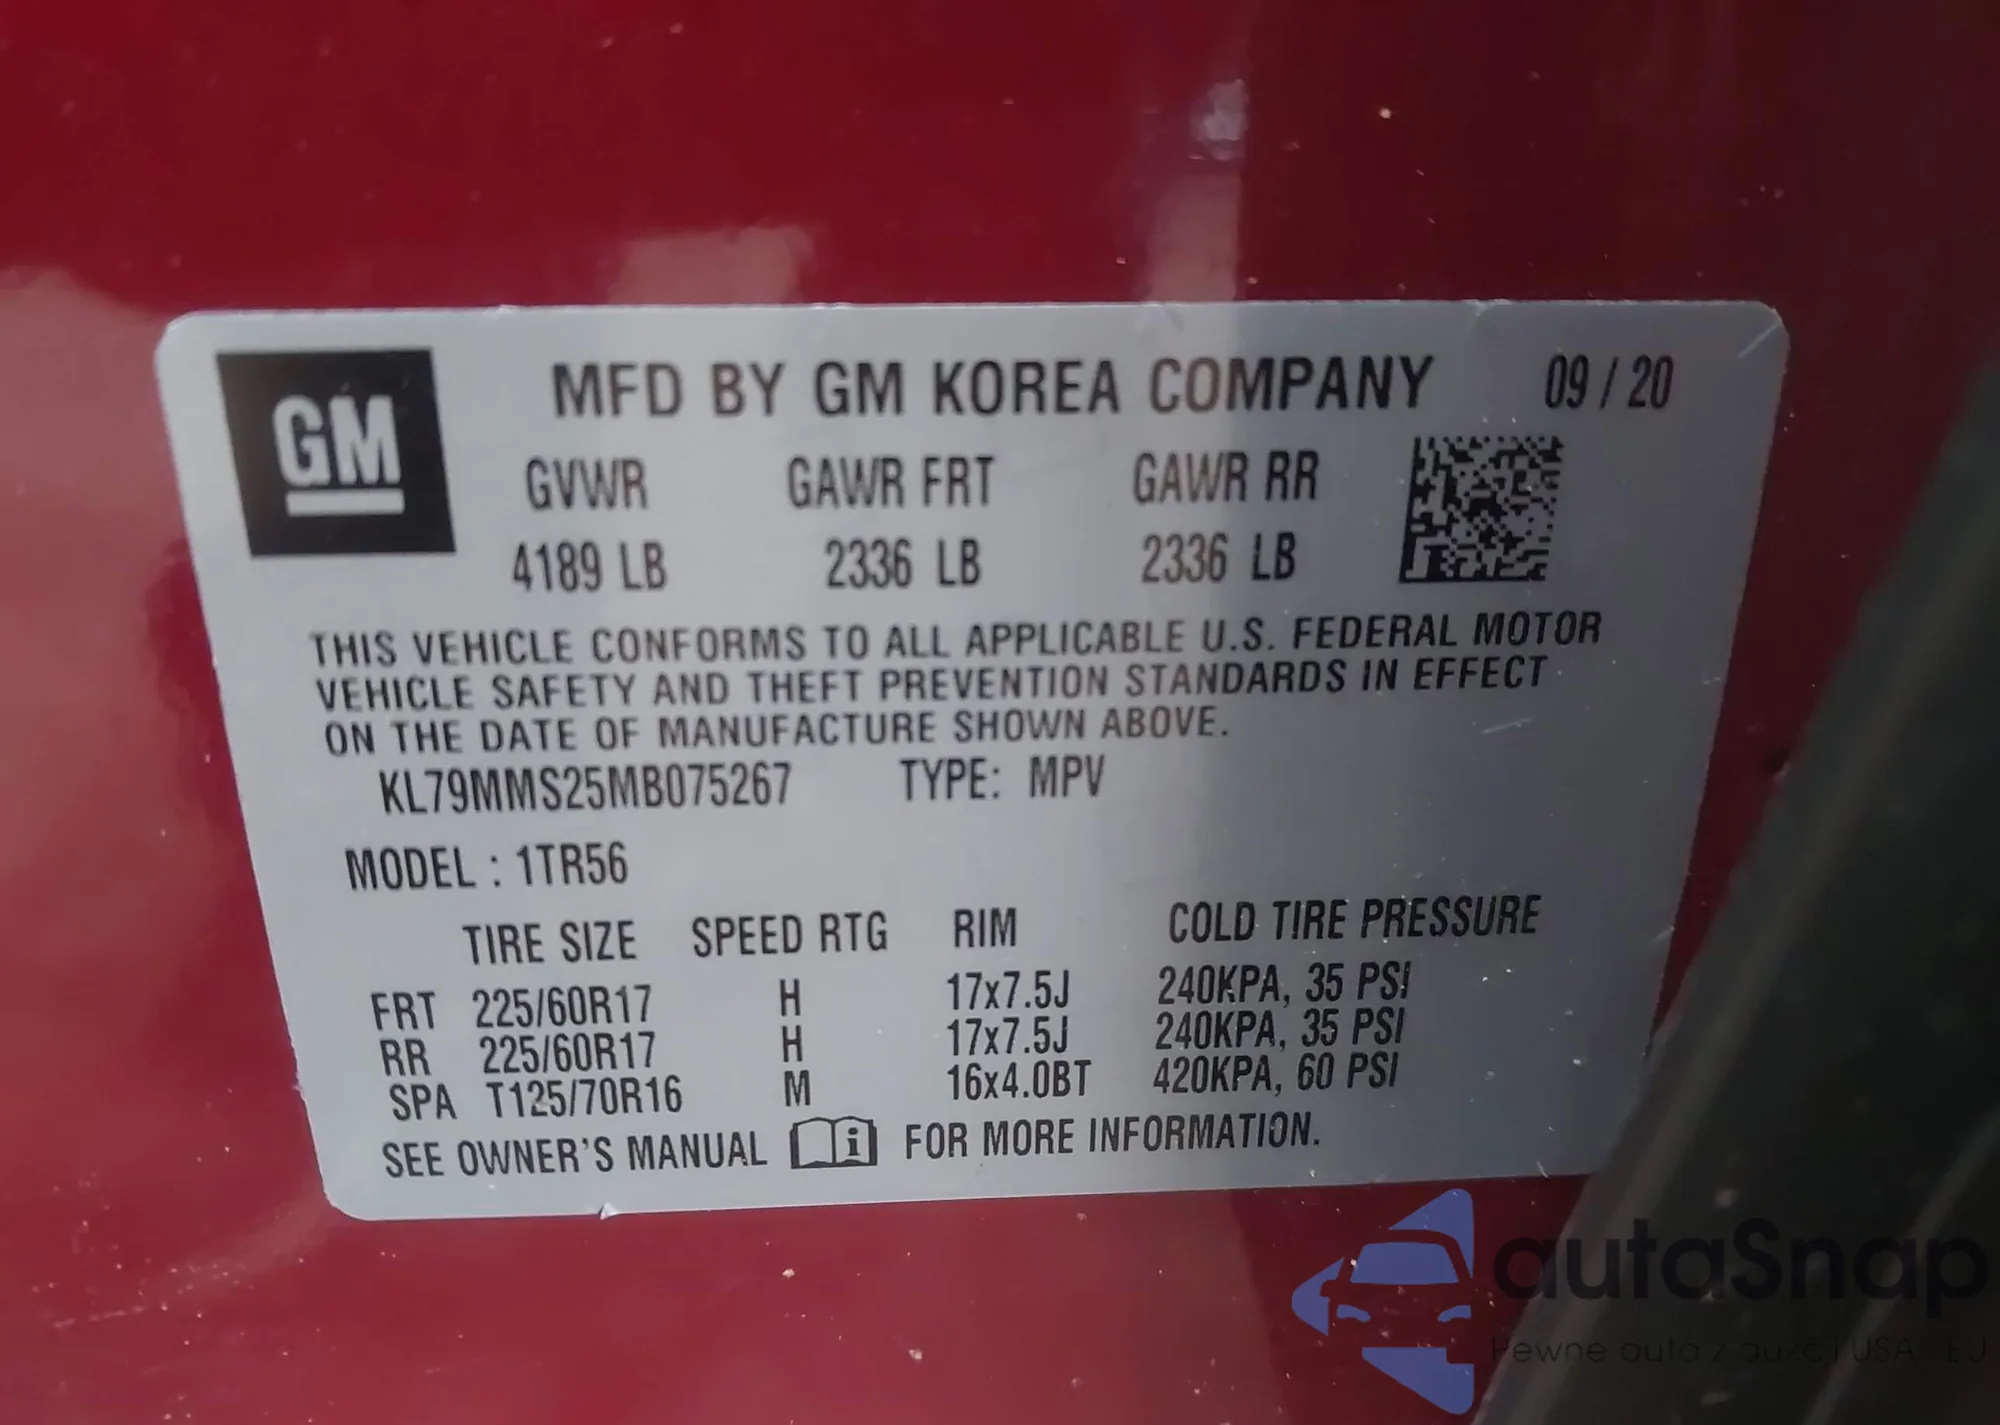 GM
MFD BY GM KOREA COMPANY 09 / 20
GVWR GAWR FRT GAWR RR
4189 LB 2336 LB 2336 LB
THIS VEHICLE CONFORMS TO ALL APPLICABLE U.S. FEDERAL MOTOR
VEHICLE SAFETY AND THEFT PREVENTION STANDARDS IN EFFECT
ON THE DATE OF MANUFACTURE SHOWN ABOVE.
KL79MMS25MB075267 TYPE: MPV
MODEL : 1TR56
TIRE SIZE SPEED RTG RIM COLD TIRE PRESSURE
FRT 225/60R17 H 17x7.5J 240KPA, 35 PSI
RR 225/60R17 H 17x7.5J 240KPA, 35 PSI
SPA T125/70R16 M 16x4.0BT 420KPA, 60 PSI
SEE OWNER'S MANUAL i FOR MORE INFORMATION.
autaSnap
Pewne auta z aukcji USA